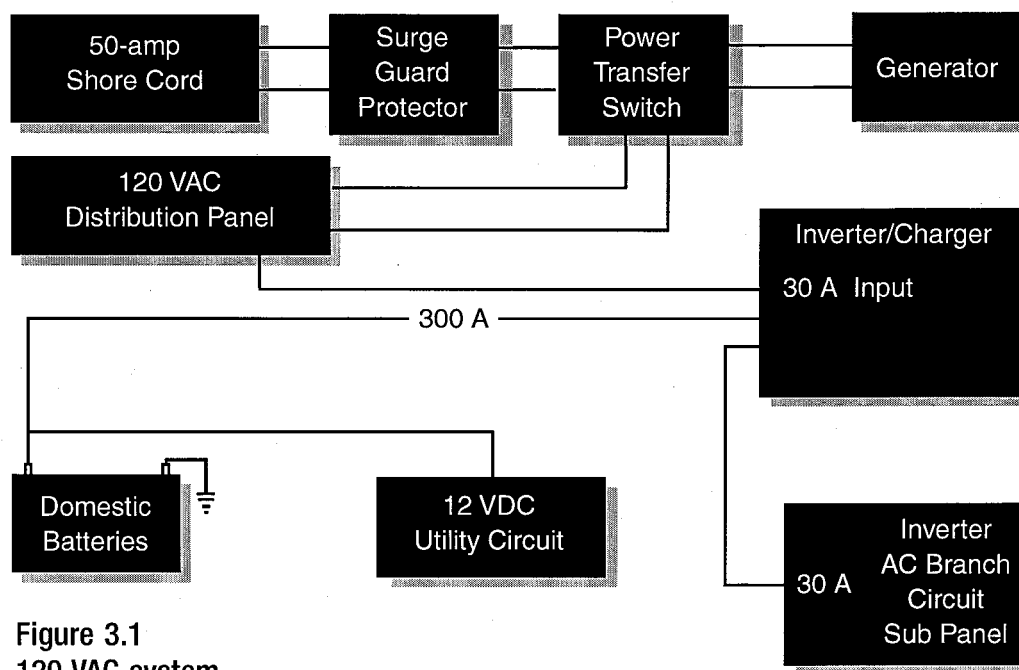 50-amp
Shore Cord
Surge
Guard
Protector
Power
Transfer
Switch
Generator
120 VAC
Distribution Panel
Inverter/Charger
30 A Input
300 A
Domestic
Batteries
12 VDC
Utility Circuit
30 A
Inverter
AC Branch
Circuit
Sub Panel
Figure 3.1
120 VAC system